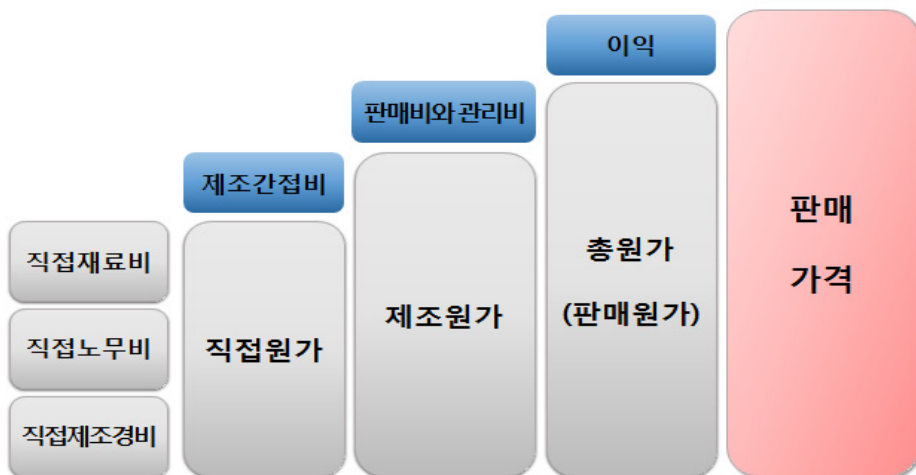 직접재료비
직접노무비
직접제조경비
제조간접비
직접원가
판매비와 관리비
제조원가
이익
총원가
(판매원가)
판매
가격